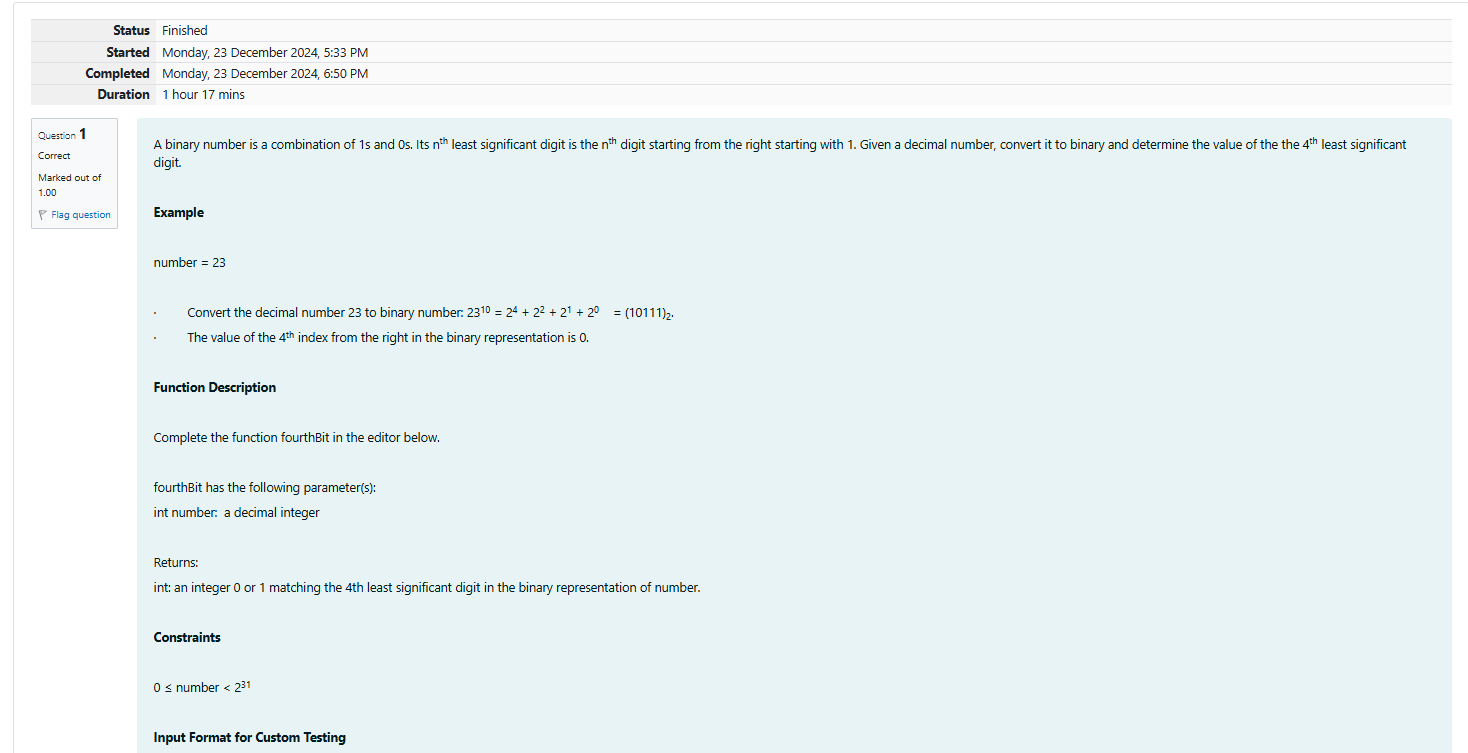 Status Finished
Started Monday, 23 December 2024, 5:33 PM
Completed Monday, 23 December 2024, 6:50 PM
Duration 1 hour 17 mins
Question 1
Correct
Marked out of
1.00
Flag question
A binary number is a combination of 1s and 0s. Its nth least significant digit is the nth digit starting from the right starting with 1. Given a decimal number, convert it to binary and determine the value of the the 4th least significant
digit.
Example
number = 23
· Convert the decimal number 23 to binary number: 23¹⁰ = 2⁴ + 2² + 2¹ + 2⁰ = (10111)₂.
· The value of the 4th index from the right in the binary representation is 0.
Function Description
Complete the function fourthBit in the editor below.
fourthBit has the following parameter(s):
int number: a decimal integer
Returns:
int: an integer 0 or 1 matching the 4th least significant digit in the binary representation of number.
Constraints
0 ≤ number < 2³¹
Input Format for Custom Testing